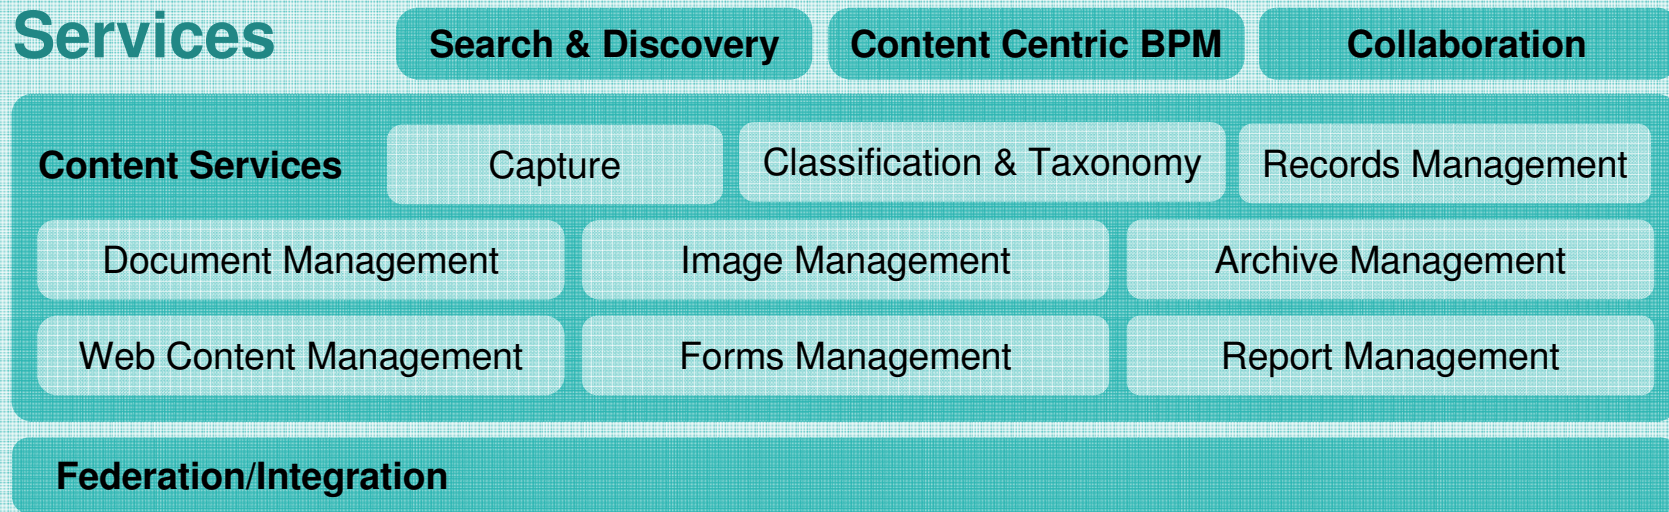 Services
Search & Discovery
Content Centric BPM
Collaboration
Content Services
Capture
Classification & Taxonomy
Records Management
Document Management
Image Management
Archive Management
Web Content Management
Forms Management
Report Management
Federation/Integration